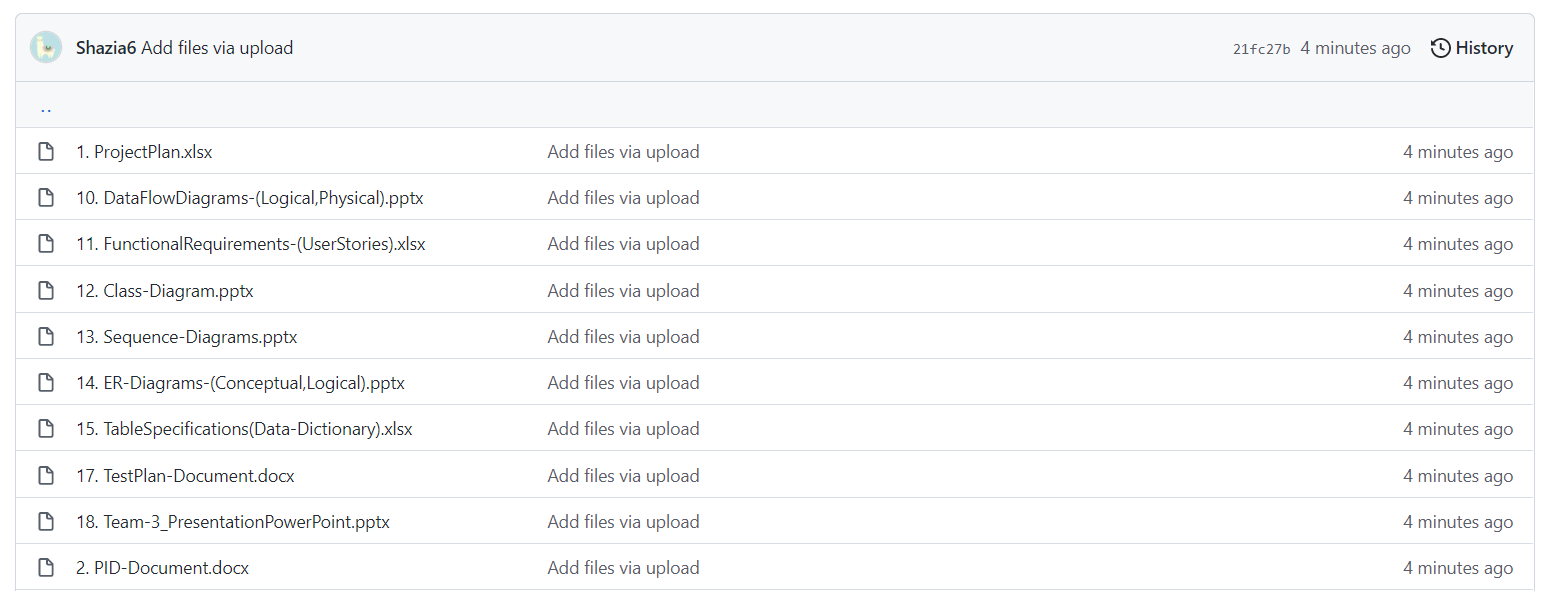 Shazia6 Add files via upload 21fc27b 4 minutes ago History
..
1. ProjectPlan.xlsx Add files via upload 4 minutes ago
10. DataFlowDiagrams-(Logical,Physical).pptx Add files via upload 4 minutes ago
11. FunctionalRequirements-(UserStories).xlsx Add files via upload 4 minutes ago
12. Class-Diagram.pptx Add files via upload 4 minutes ago
13. Sequence-Diagrams.pptx Add files via upload 4 minutes ago
14. ER-Diagrams-(Conceptual,Logical).pptx Add files via upload 4 minutes ago
15. TableSpecifications(Data-Dictionary).xlsx Add files via upload 4 minutes ago
17. TestPlan-Document.docx Add files via upload 4 minutes ago
18. Team-3_PresentationPowerPoint.pptx Add files via upload 4 minutes ago
2. PID-Document.docx Add files via upload 4 minutes ago